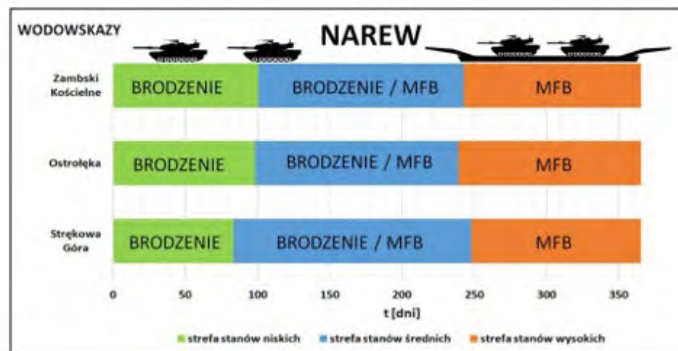 WODOWSKAZY
NAREW
Zambski
Kościelne
BRODZENIE
BRODZENIE / MFB
MFB
Ostrołęka
BRODZENIE
BRODZENIE / MFB
MFB
Strękowa
Góra
BRODZENIE
BRODZENIE / MFB
MFB
0 50 100 150 200 250 300 350
t [dni]
strefa stanów niskich strefa stanów średnich strefa stanów wysokich